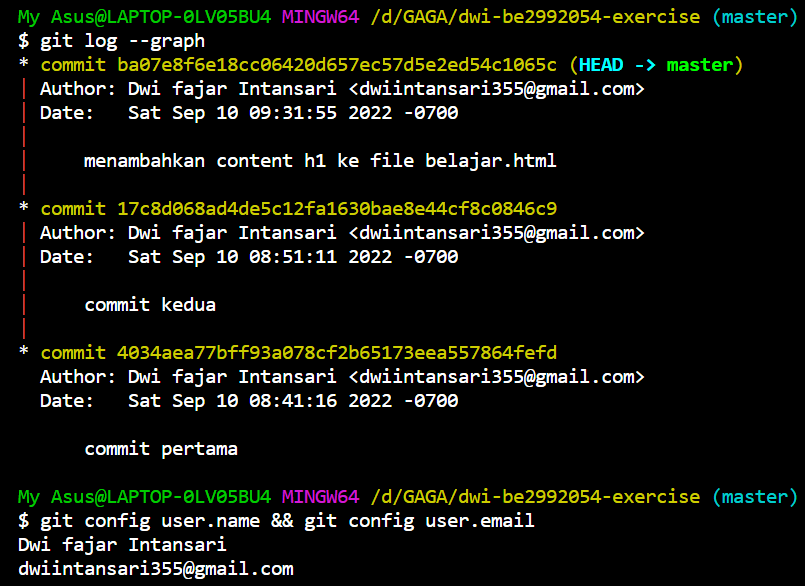 My Asus@LAPTOP-0LV05BU4 MINGW64 /d/GAGA/dwi-be2992054-exercise (master)
$ git log --graph
* commit ba07e8f6e18cc06420d657ec57d5e2ed54c1065c (HEAD -> master)
| Author: Dwi fajar Intansari <dwiintansari355@gmail.com>
| Date:   Sat Sep 10 09:31:55 2022 -0700
|
|     menambahkan content h1 ke file belajar.html
|
* commit 17c8d068ad4de5c12fa1630bae8e44cf8c0846c9
| Author: Dwi fajar Intansari <dwiintansari355@gmail.com>
| Date:   Sat Sep 10 08:51:11 2022 -0700
|
|     commit kedua
|
* commit 4034aea77bff93a078cf2b65173eea557864fefd
  Author: Dwi fajar Intansari <dwiintansari355@gmail.com>
  Date:   Sat Sep 10 08:41:16 2022 -0700

      commit pertama

My Asus@LAPTOP-0LV05BU4 MINGW64 /d/GAGA/dwi-be2992054-exercise (master)
$ git config user.name && git config user.email
Dwi fajar Intansari
dwiintansari355@gmail.com